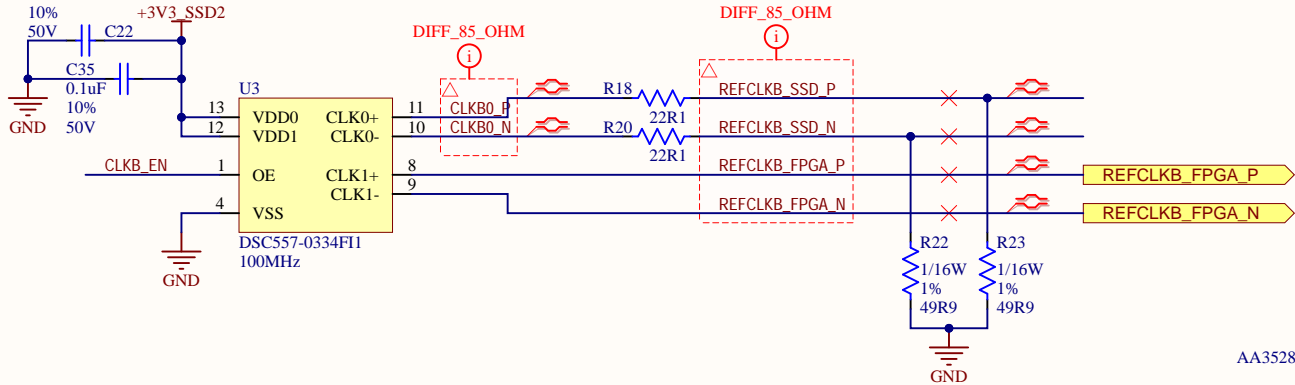 10%
50V
C22
+3V3_SSD2
C35
0.1uF
10%
50V
GND
DIFF_85_OHM
i
DIFF_85_OHM
i
U3
13 VDD0 CLK0+ 11 CLKB0_P R18 22R1 REFCLKB_SSD_P
12 VDD1 CLK0- 10 CLKB0_N R20 22R1 REFCLKB_SSD_N
CLKB_EN 1 OE CLK1+ 8 REFCLKB_FPGA_P REFCLKB_FPGA_P
CLK1- 9
4 VSS REFCLKB_FPGA_N REFCLKB_FPGA_N
DSC557-0334FI1
100MHz
GND
R22
1/16W
1%
49R9
R23
1/16W
1%
49R9
GND
AA3528